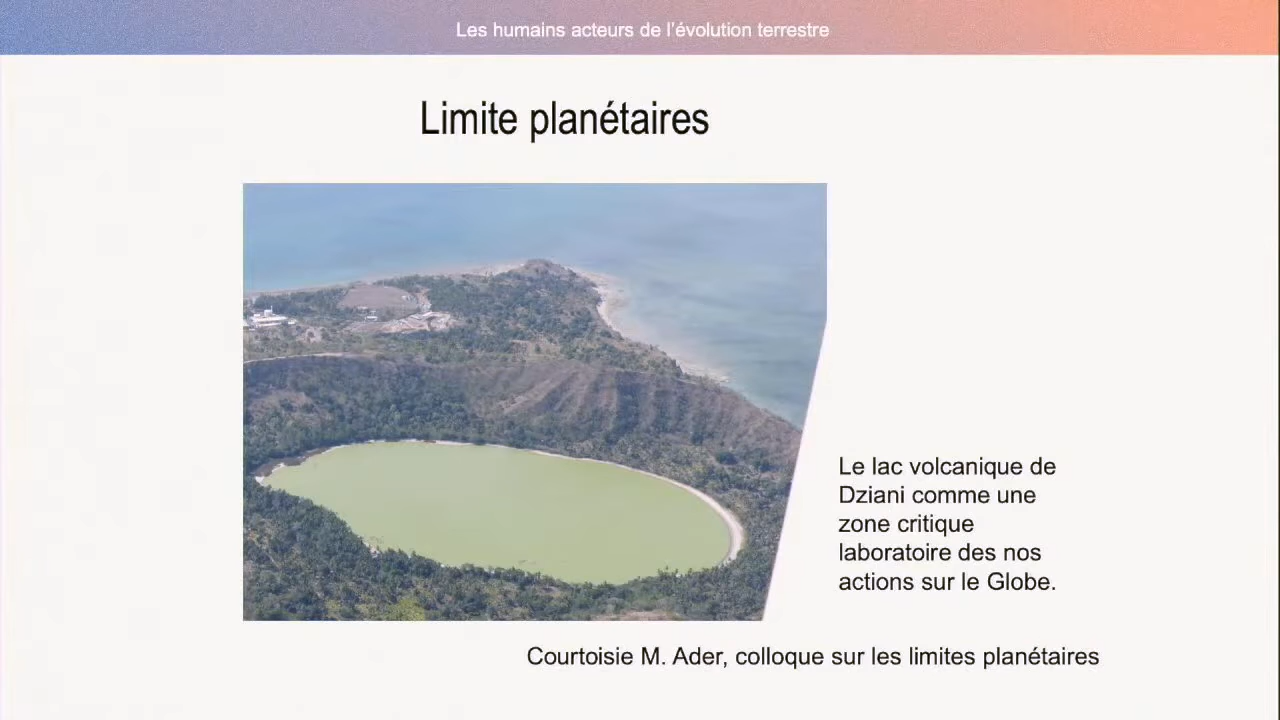 Les humains acteurs de l'évolution terrestre
Limite planétaires
Le lac volcanique de
Dziani comme une
zone critique
laboratoire des nos
actions sur le Globe.
Courtoisie M. Ader, colloque sur les limites planétaires